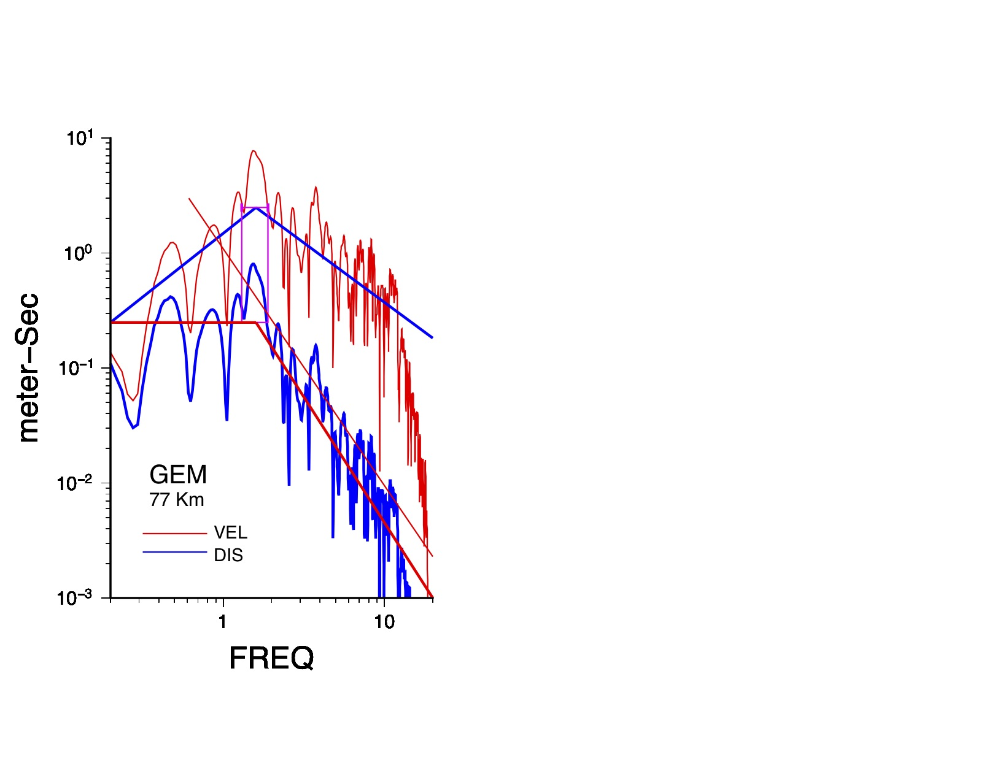 10¹
10⁰
10⁻¹
10⁻²
10⁻³
meter-Sec
GEM
77 Km
VEL
DIS
1 10
FREQ